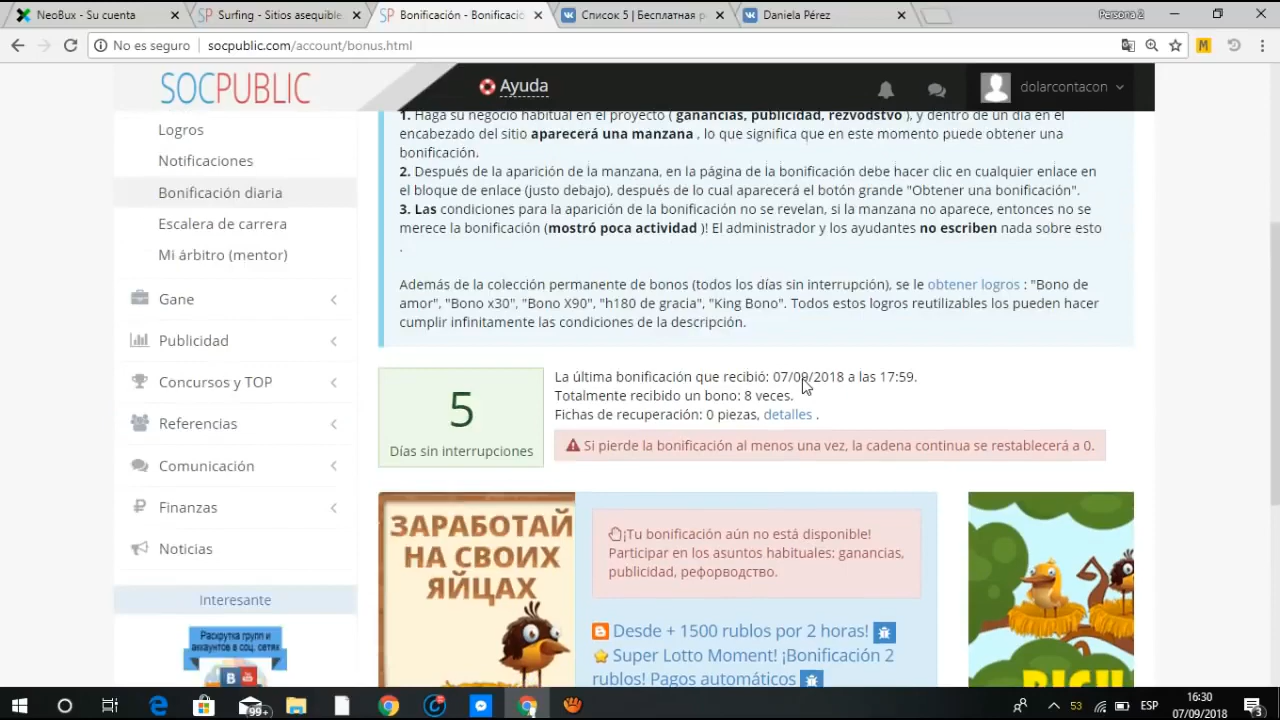 NeoBux - Su cuenta
Surfing - Sitios asequible
Bonificación - Bonificació
Список 5 | Бесплатная р
Daniela Pérez
Persona 2
No es seguro
socpublic.com/account/bonus.html
SOCPUBLIC
Ayuda
dolarcontacon
Logros
Notificaciones
Bonificación diaria
Escalera de carrera
Mi árbitro (mentor)
Gane
Publicidad
Concursos y TOP
Referencias
Comunicación
Finanzas
Noticias
Interesante
Раскрутка групп и
аккаунтов в соц. сетях
1. Haga su negocio habitual en el proyecto ( ganancias, publicidad, rezvodstvo ), y dentro de un día en el
encabezado del sitio aparecerá una manzana , lo que significa que en este momento puede obtener una
bonificación.
2. Después de la aparición de la manzana, en la página de la bonificación debe hacer clic en cualquier enlace en
el bloque de enlace (justo debajo), después de lo cual aparecerá el botón grande "Obtener una bonificación".
3. Las condiciones para la aparición de la bonificación no se revelan, si la manzana no aparece, entonces no se
merece la bonificación (mostró poca actividad )! El administrador y los ayudantes no escriben nada sobre esto
.
Además de la colección permanente de bonos (todos los días sin interrupción), se le obtener logros : "Bono de
amor", "Bono x30", "Bono X90", "h180 de gracia", "King Bono". Todos estos logros reutilizables los pueden hacer
cumplir infinitamente las condiciones de la descripción.
5
Días sin interrupciones
La última bonificación que recibió: 07/09/2018 a las 17:59.
Totalmente recibido un bono: 8 veces.
Fichas de recuperación: 0 piezas, detalles .
Si pierde la bonificación al menos una vez, la cadena continua se restablecerá a 0.
ЗАРАБОТАЙ
НА СВОИХ
ЯЙЦАХ
¡Tu bonificación aún no está disponible!
Participar en los asuntos habituales: ganancias,
publicidad, рефорводство.
Desde + 1500 rublos por 2 horas!
Super Lotto Moment! ¡Bonificación 2
rublos! Pagos automáticos
99+
53
ESP
16:30
07/09/2018
3